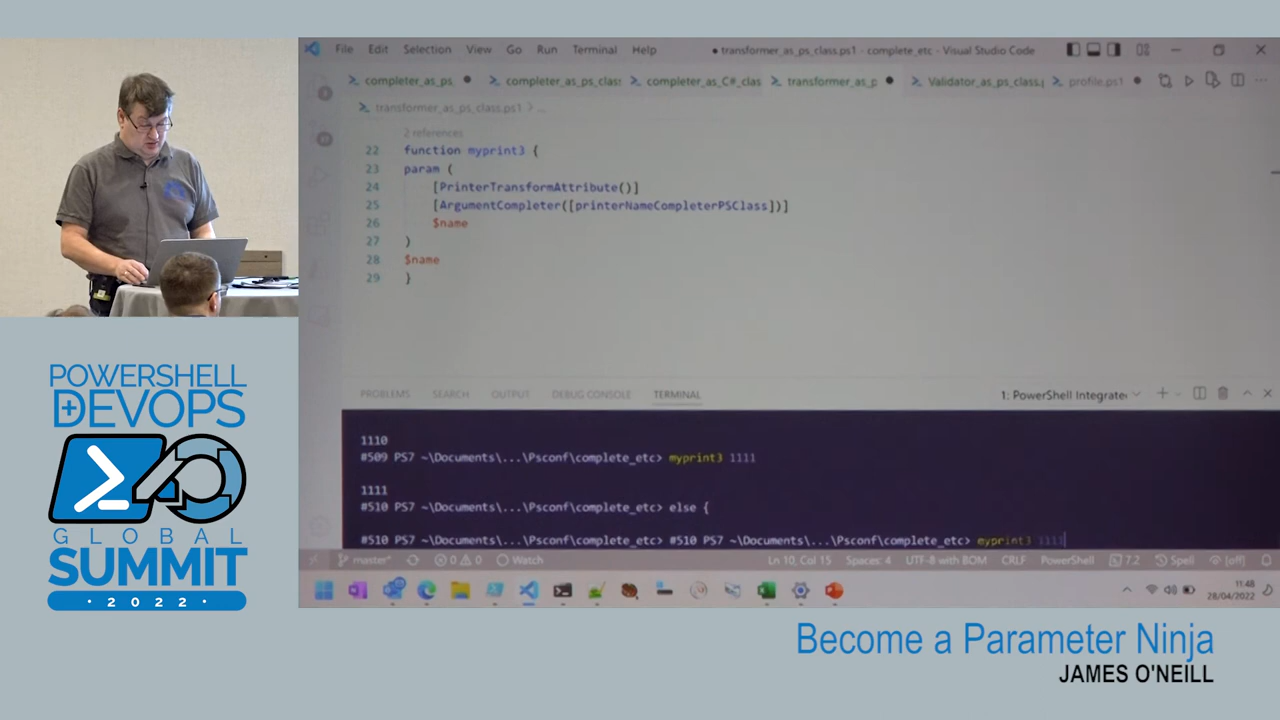 File Edit Selection View Go Run Terminal Help
● transformer_as_ps_class.ps1 - complete_etc - Visual Studio Code
completer_as_ps ● completer_as_ps_class completer_as_C#_clas transformer_as_p ● Validator_as_ps_class. profile.ps1 ●
transformer_as_ps_class.ps1 > ...
2 references
22 function myprint3 {
23 param (
24 [PrinterTransformAttribute()]
25 [ArgumentCompleter([printerNameCompleterPSClass])]
26 $name
27 )
28 $name
29 }
PROBLEMS SEARCH OUTPUT DEBUG CONSOLE TERMINAL
1: PowerShell Integrate
1110
#509 PS7 ~\Documents\...\Psconf\complete_etc> myprint3 1111
1111
#510 PS7 ~\Documents\...\Psconf\complete_etc> else {
#510 PS7 ~\Documents\...\Psconf\complete_etc> #510 PS7 ~\Documents\...\Psconf\complete_etc> myprint3 1111
master* 0 0 Watch Ln 10, Col 15 Spaces: 4 UTF-8 with BOM CRLF PowerShell 7.2 Spell [off]
11:48
28/04/2022
POWERSHELL
+ DEVOPS
GLOBAL
SUMMIT
· 2022 ·
Become a Parameter Ninja
JAMES O'NEILL